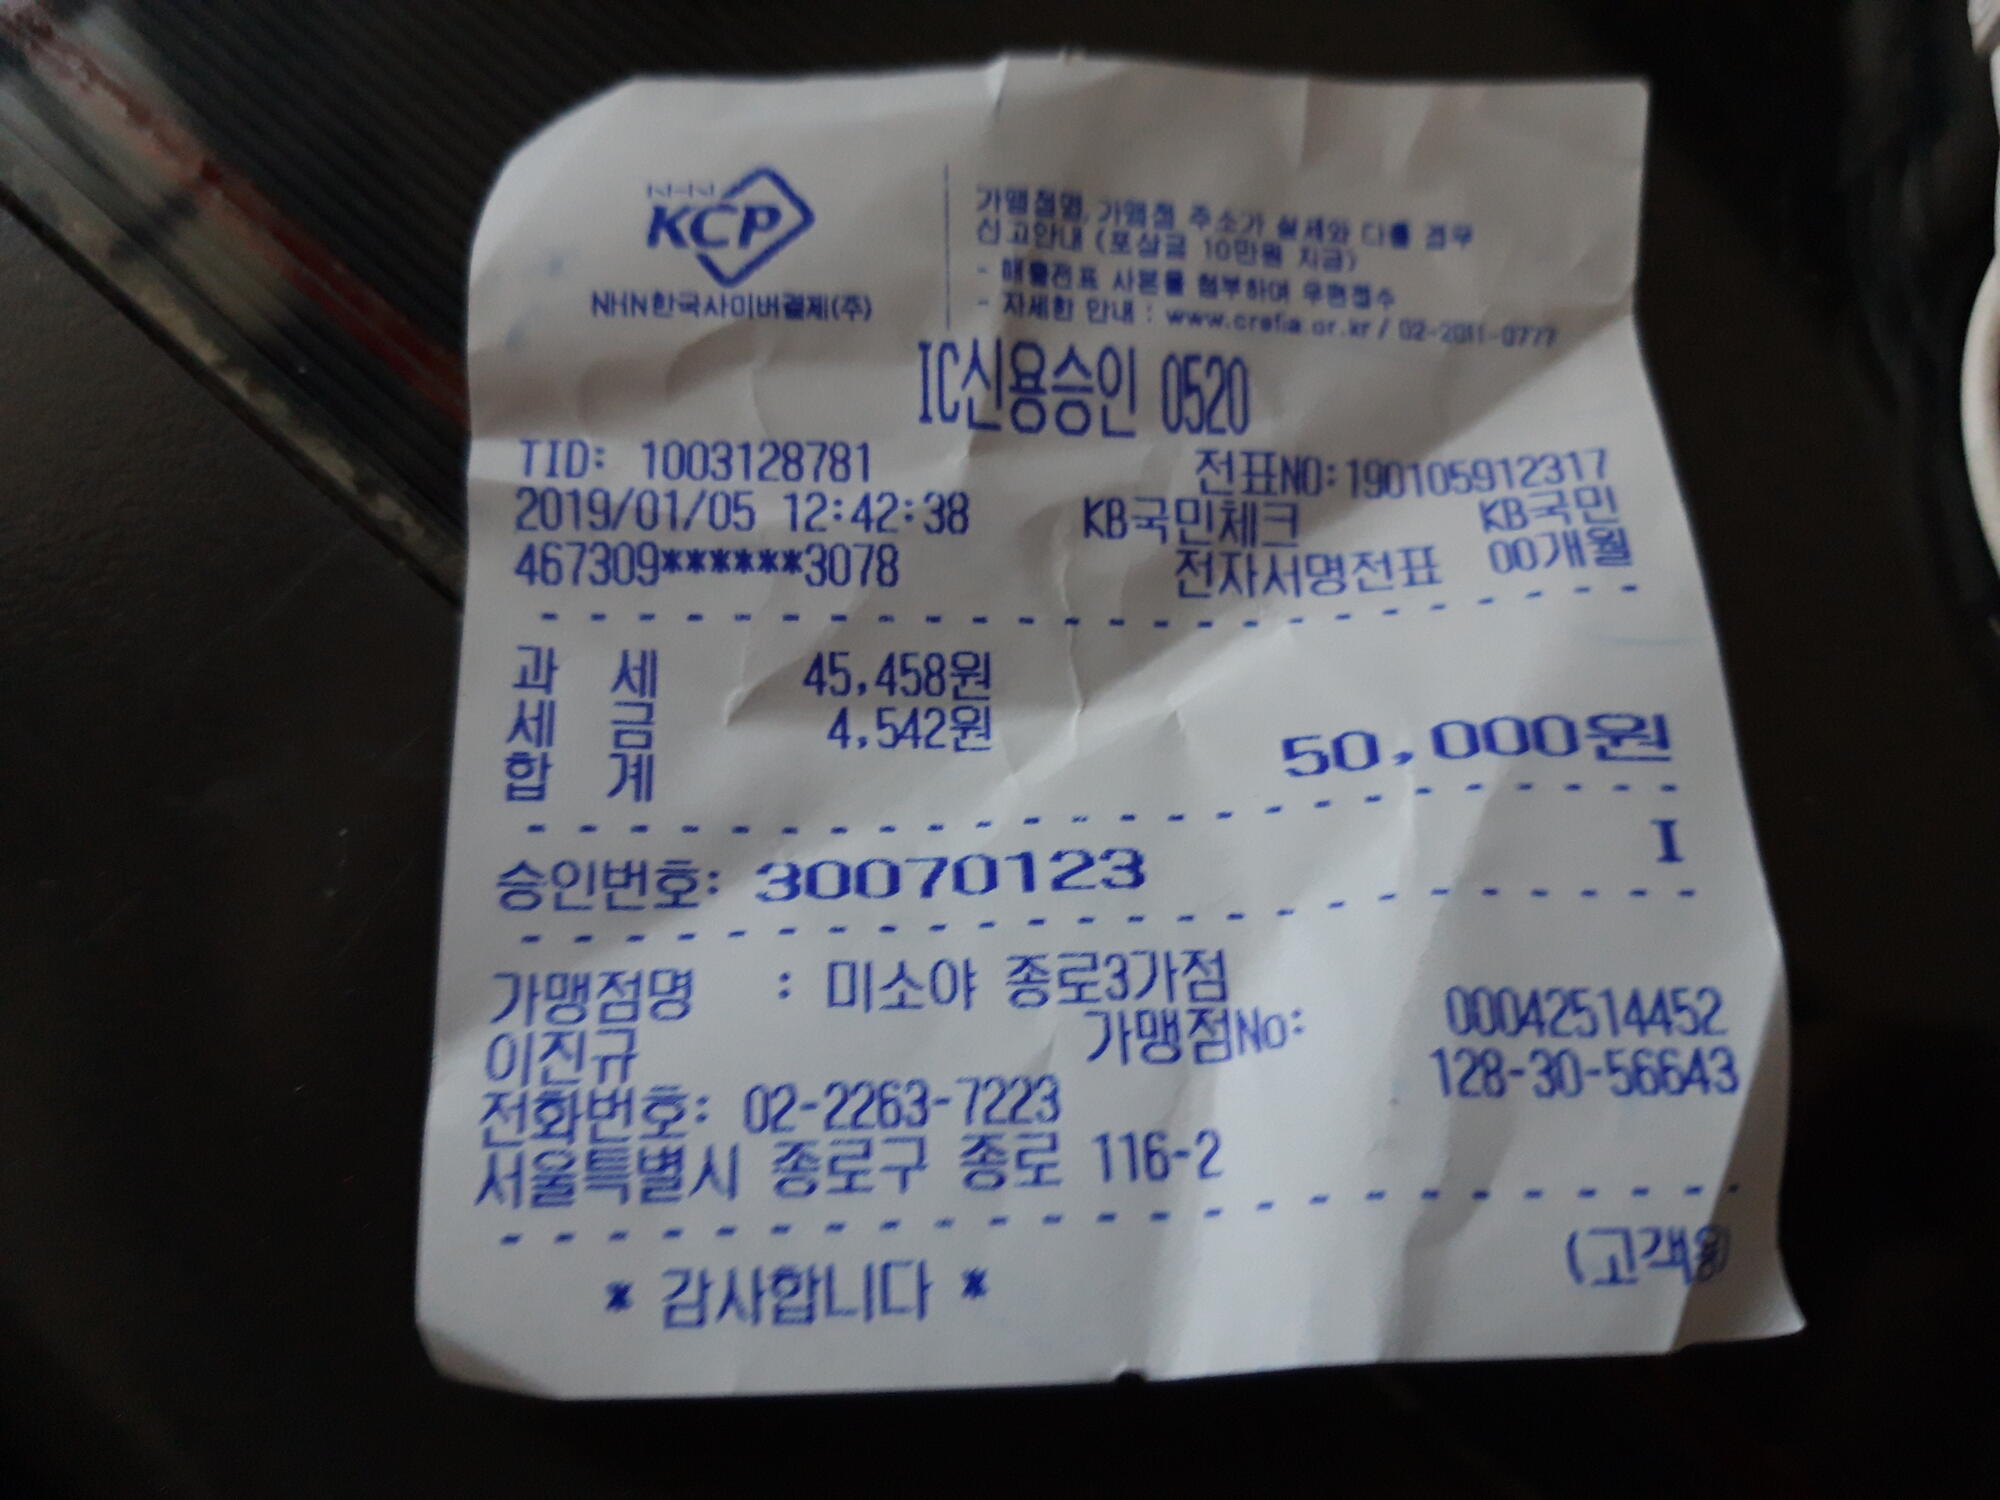 NHN
KCP
NHN한국사이버결제(주)
가맹점명, 가맹점 주소가 실제와 다를 경우
신고안내 (포상금 10만원 지급)
- 매출전표 사본을 첨부하여 우편접수
- 자세한 안내 : www.crefia.or.kr / 02-2011-0777
IC신용승인 0520
TID: 1003128781 전표NO:190105912317
2019/01/05 12:42:38 KB국민체크 KB국민
467309******3078 전자서명전표 00개월
과 세 45,458원
세 금 4,542원
합 계 50,000원
I
승인번호: 30070123
가맹점명 : 미소야 종로3가점
이진규 가맹점No: 00042514452
전화번호: 02-2263-7223 128-30-56643
서울특별시 종로구 종로 116-2
(고객용)
* 감사합니다 *